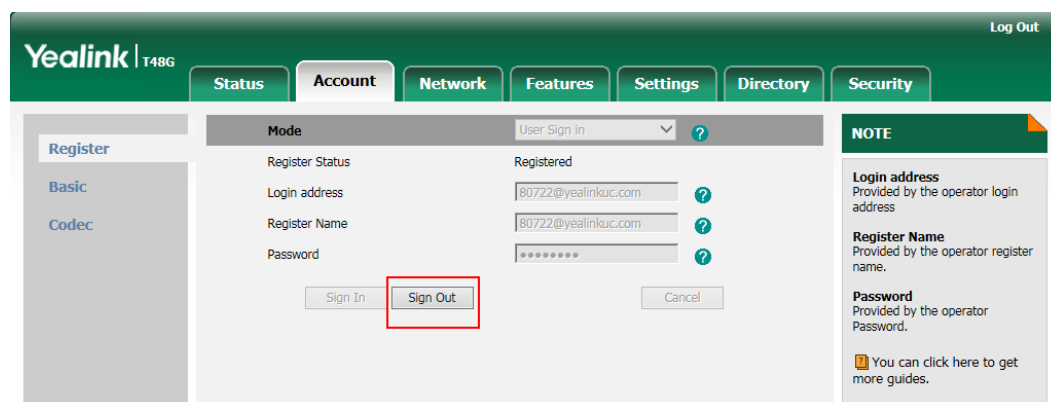 Log Out
Yealink | T48G
Status Account Network Features Settings Directory Security
Register
Basic
Codec
Mode User Sign in
Register Status Registered
Login address 80722@yealinkuc.com
Register Name 80722@yealinkuc.com
Password ••••••••
Sign In Sign Out Cancel
NOTE
Login address
Provided by the operator login
address
Register Name
Provided by the operator register
name.
Password
Provided by the operator
Password.
You can click here to get
more guides.